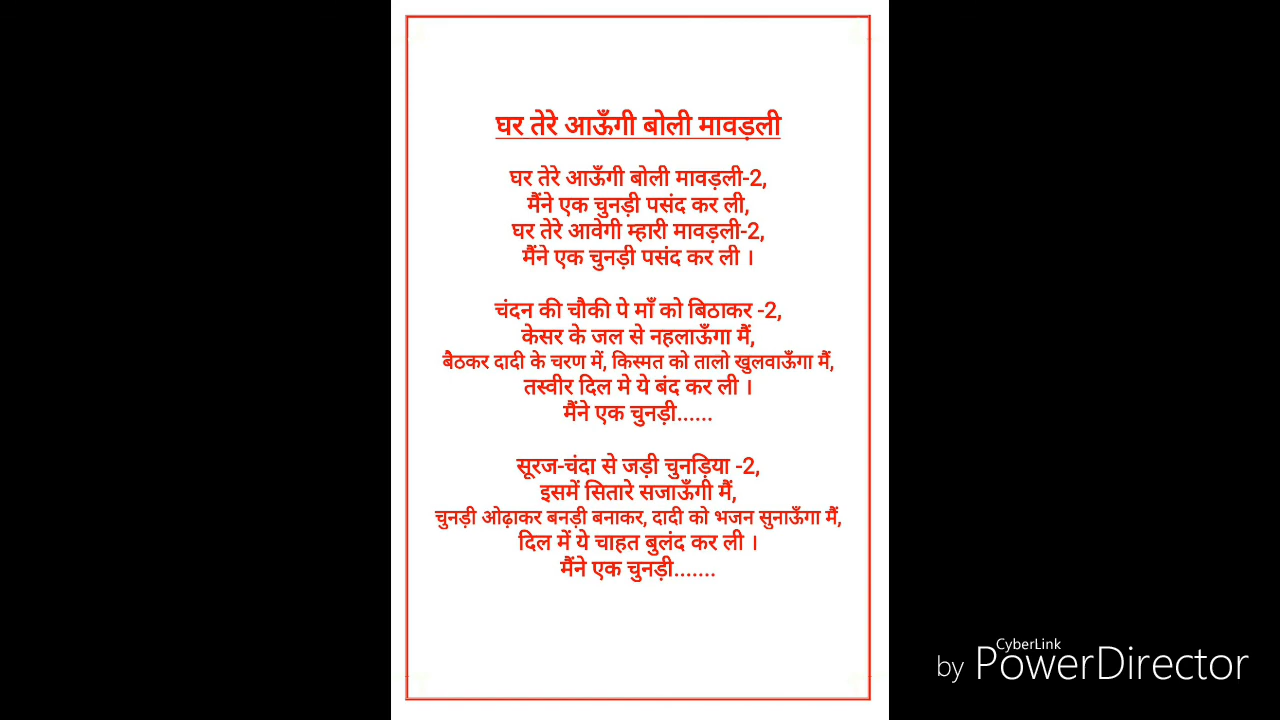 घर तेरे आऊँगी बोली मावड़ली
घर तेरे आऊँगी बोली मावड़ली-2,
मैंने एक चुनड़ी पसंद कर ली,
घर तेरे आवेगी म्हारी मावड़ली-2,
मैंने एक चुनड़ी पसंद कर ली ।
चंदन की चौकी पे माँ को बिठाकर -2,
केसर के जल से नहलाऊँगा मैं,
बैठकर दादी के चरण में, किस्मत को तालो खुलवाऊँगा मैं,
तस्वीर दिल मे ये बंद कर ली ।
मैंने एक चुनड़ी......
सूरज-चंदा से जड़ी चुनड़िया -2,
इसमें सितारे सजाऊँगी मैं,
चुनड़ी ओढ़ाकर बनड़ी बनाकर, दादी को भजन सुनाऊँगा मैं,
दिल में ये चाहत बुलंद कर ली ।
मैंने एक चुनड़ी.......
CyberLink
by PowerDirector